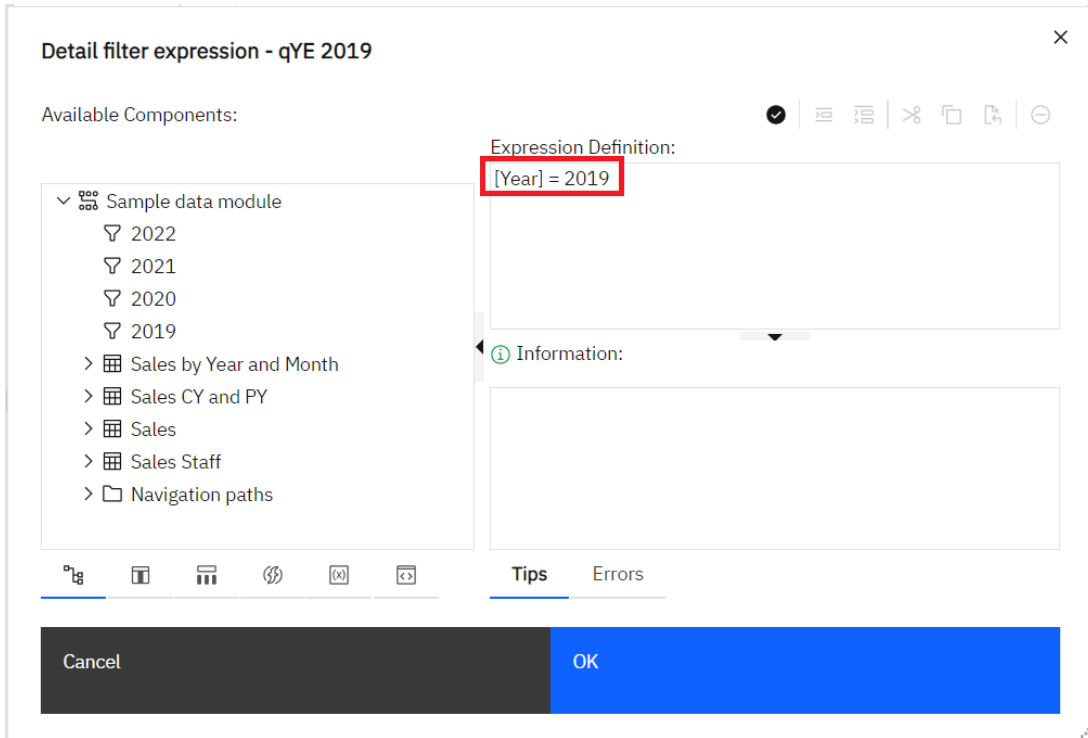 Detail filter expression - qYE 2019
Available Components:
Expression Definition:
[Year] = 2019
Sample data module
2022
2021
2020
2019
Sales by Year and Month
Sales CY and PY
Sales
Sales Staff
Navigation paths
Information:
Tips Errors
Cancel OK